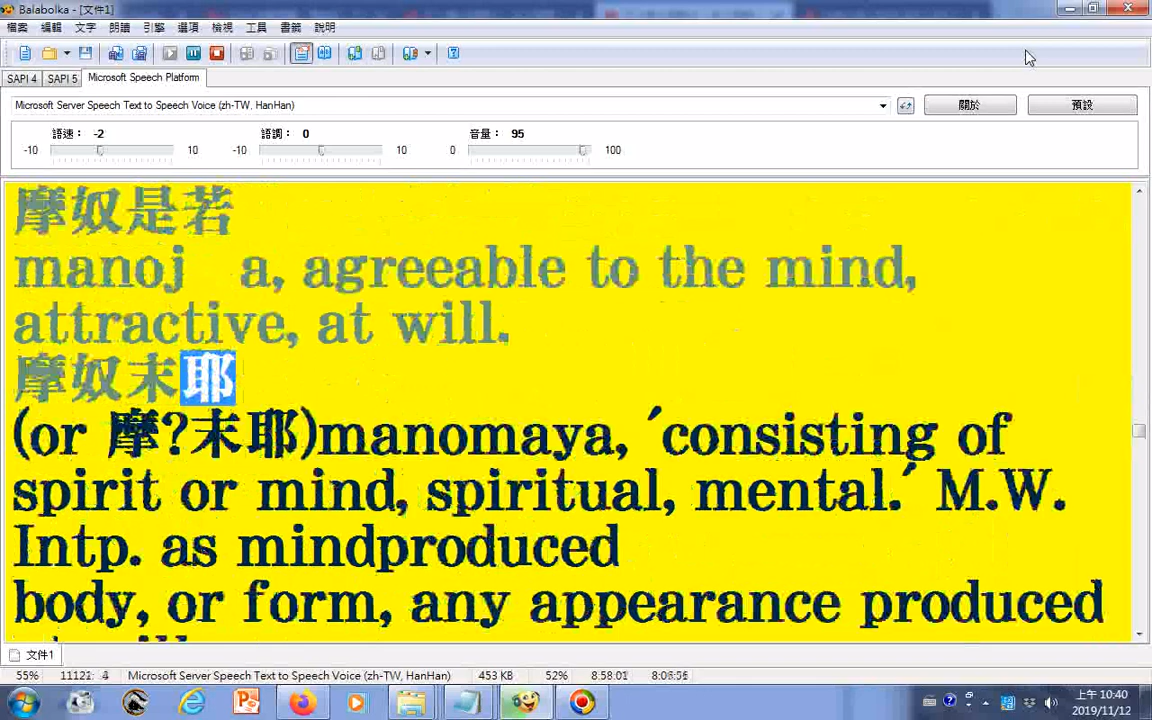 Balabolka - [文件1]
檔案 編輯 文字 朗讀 引擎 選項 檢視 工具 書籤 說明
SAPI 4 SAPI 5 Microsoft Speech Platform
Microsoft Server Speech Text to Speech Voice (zh-TW, HanHan) 關於 預設
語速： -2 語調： 0 音量： 95
-10 10 -10 10 0 100
摩奴是若
manoj a, agreeable to the mind,
attractive, at will.
摩奴末耶
(or 摩?末耶)manomaya, ′consisting of
spirit or mind, spiritual, mental.′ M.W.
Intp. as mindproduced
body, or form, any appearance produced
文件1
55% 11121: 4 Microsoft Server Speech Text to Speech Voice (zh-TW, HanHan) 453 KB 52% 8:58:01
上午 10:40
2019/11/12